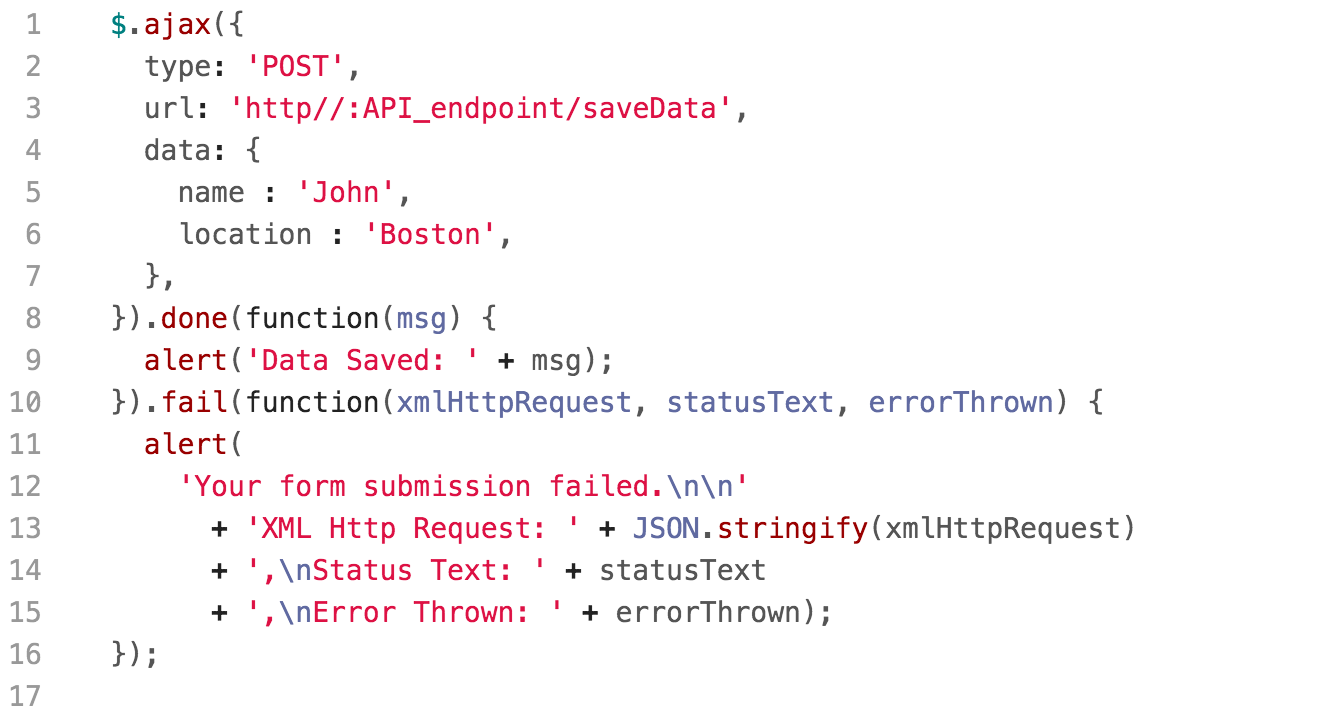 1 $.ajax({
2 type: 'POST',
3 url: 'http//:API_endpoint/saveData',
4 data: {
5 name : 'John',
6 location : 'Boston',
7 },
8 }).done(function(msg) {
9 alert('Data Saved: ' + msg);
10 }).fail(function(xmlHttpRequest, statusText, errorThrown) {
11 alert(
12 'Your form submission failed.\n\n'
13 + 'XML Http Request: ' + JSON.stringify(xmlHttpRequest)
14 + ',\nStatus Text: ' + statusText
15 + ',\nError Thrown: ' + errorThrown);
16 });
17